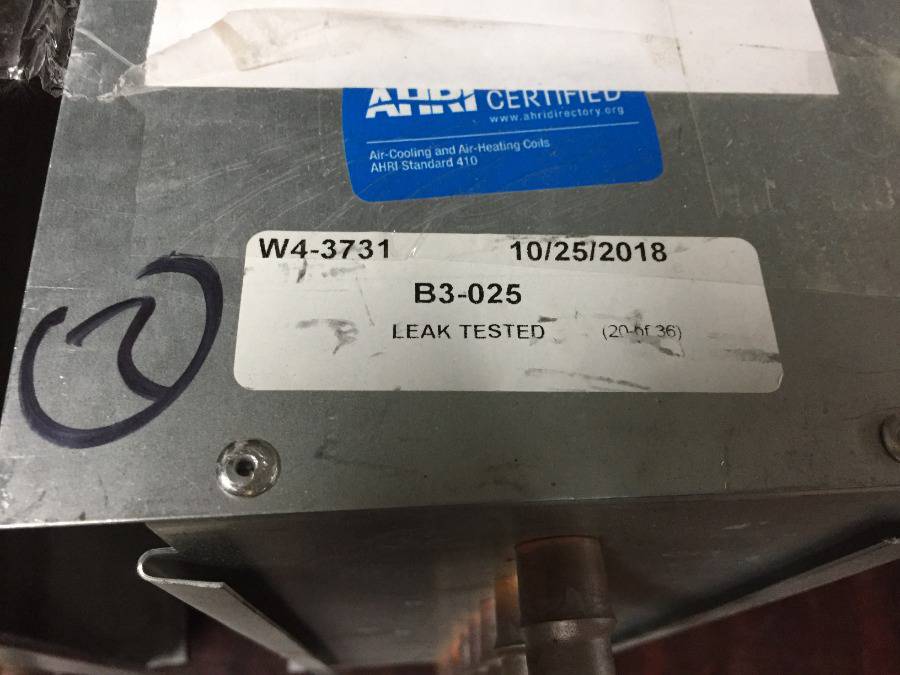 AHRI CERTIFIED
www.ahridirectory.org
Air-Cooling and Air-Heating Coils
AHRI Standard 410
W4-3731 10/25/2018
B3-025
LEAK TESTED (20 of 36)
2